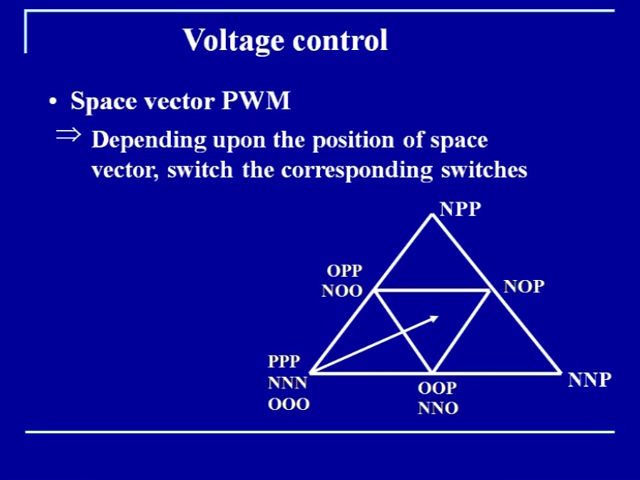 Voltage control
• Space vector PWM
⇒ Depending upon the position of space
vector, switch the corresponding switches
NPP
OPP
NOO
NOP
PPP
NNN
OOO
OOP
NNO
NNP